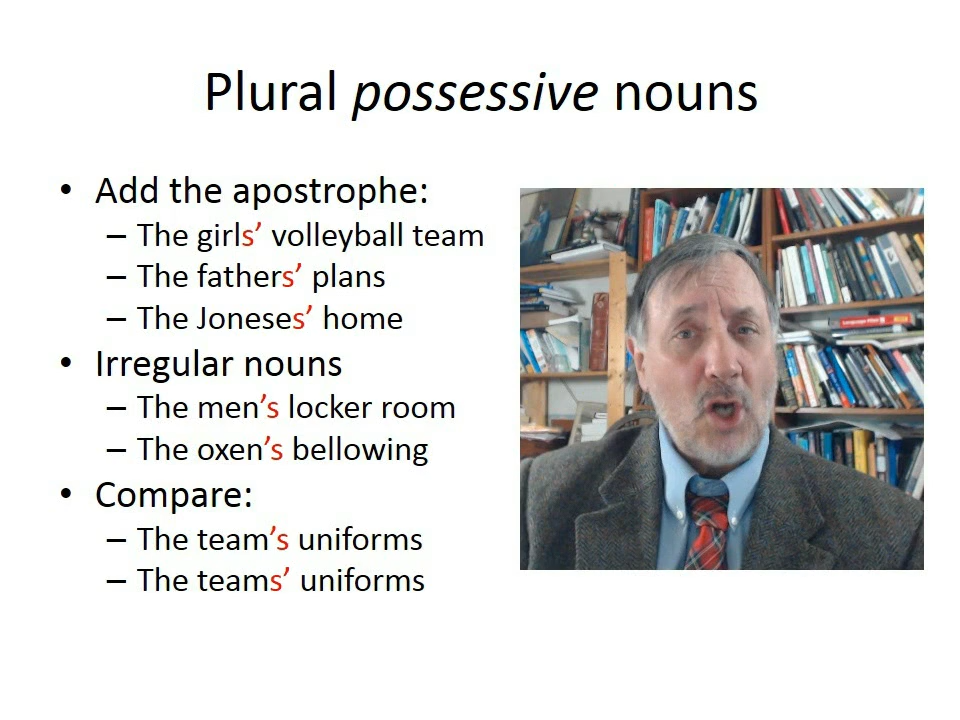 Plural possessive nouns
• Add the apostrophe:
– The girls’ volleyball team
– The fathers’ plans
– The Joneses’ home
• Irregular nouns
– The men’s locker room
– The oxen’s bellowing
• Compare:
– The team’s uniforms
– The teams’ uniforms